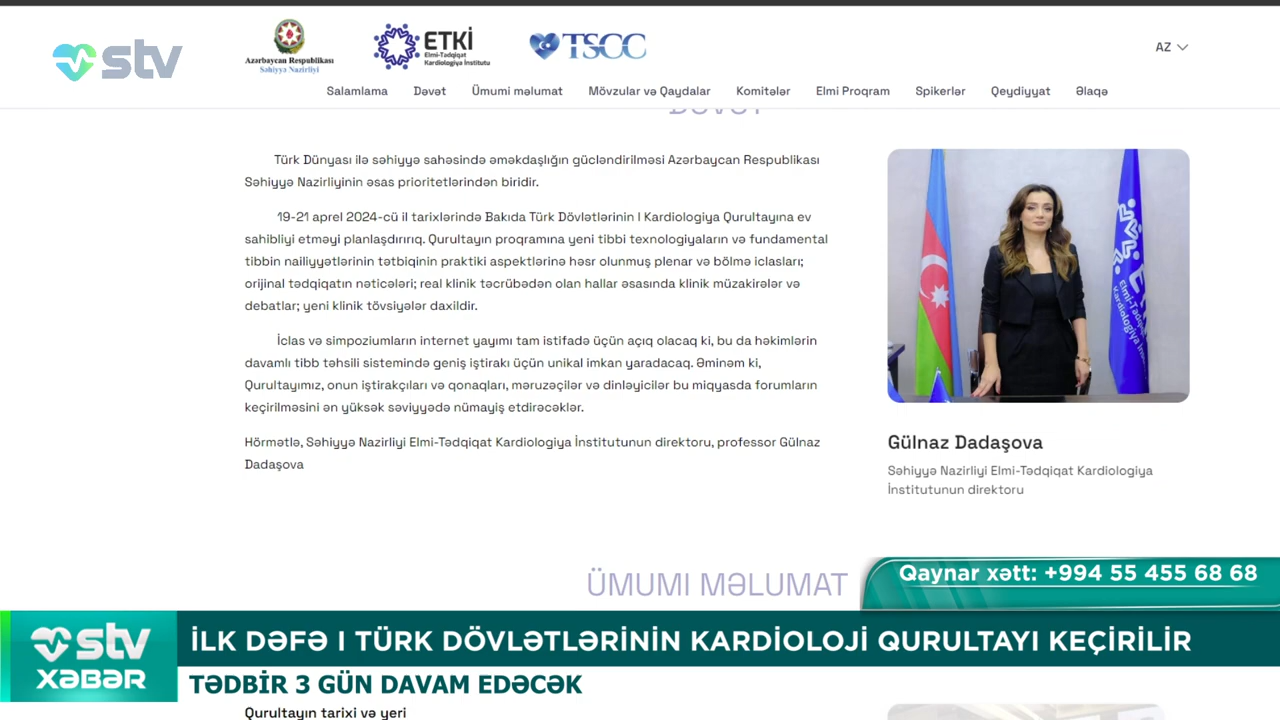 stv
Azərbaycan Respublikası
Səhiyyə Nazirliyi
ETKİ
Elmi-Tədqiqat
Kardiologiya İnstitutu
TSCC
AZ
Salamlama Dəvət Ümumi məlumat Mövzular və Qaydalar Komitələr Elmi Proqram Spikerlər Qeydiyyat Əlaqə
DƏVƏT
Türk Dünyası ilə səhiyyə sahəsində əməkdaşlığın gücləndirilməsi Azərbaycan Respublikası
Səhiyyə Nazirliyinin əsas prioritetlərindən biridir.
19-21 aprel 2024-cü il tarixlərində Bakıda Türk Dövlətlərinin I Kardiologiya Qurultayına ev
sahibliyi etməyi planlaşdırırıq. Qurultayın proqramına yeni tibbi texnologiyaların və fundamental
tibbin nailiyyətlərinin tətbiqinin praktiki aspektlərinə həsr olunmuş plenar və bölmə iclasları;
orijinal tədqiqatın nəticələri; real klinik təcrübədən olan hallar əsasında klinik müzakirələr və
debatlar; yeni klinik tövsiyələr daxildir.
İclas və simpoziumların internet yayımı tam istifadə üçün açıq olacaq ki, bu da həkimlərin
davamlı tibb təhsili sistemində geniş iştirakı üçün unikal imkan yaradacaq. Əminəm ki,
Qurultayımız, onun iştirakçıları və qonaqları, məruzəçilər və dinləyicilər bu miqyasda forumların
keçirilməsini ən yüksək səviyyədə nümayiş etdirəcəklər.
Hörmətlə, Səhiyyə Nazirliyi Elmi-Tədqiqat Kardiologiya İnstitutunun direktoru, professor Gülnaz
Dadaşova
Gülnaz Dadaşova
Səhiyyə Nazirliyi Elmi-Tədqiqat Kardiologiya
İnstitutunun direktoru
ÜMUMI MƏLUMAT
Qaynar xətt: +994 55 455 68 68
stv
XƏBƏR
İLK DƏFƏ I TÜRK DÖVLƏTLƏRİNİN KARDİOLOJİ QURULTAYI KEÇİRİLİR
TƏDBİR 3 GÜN DAVAM EDƏCƏK
Qurultayın tarixi və yeri